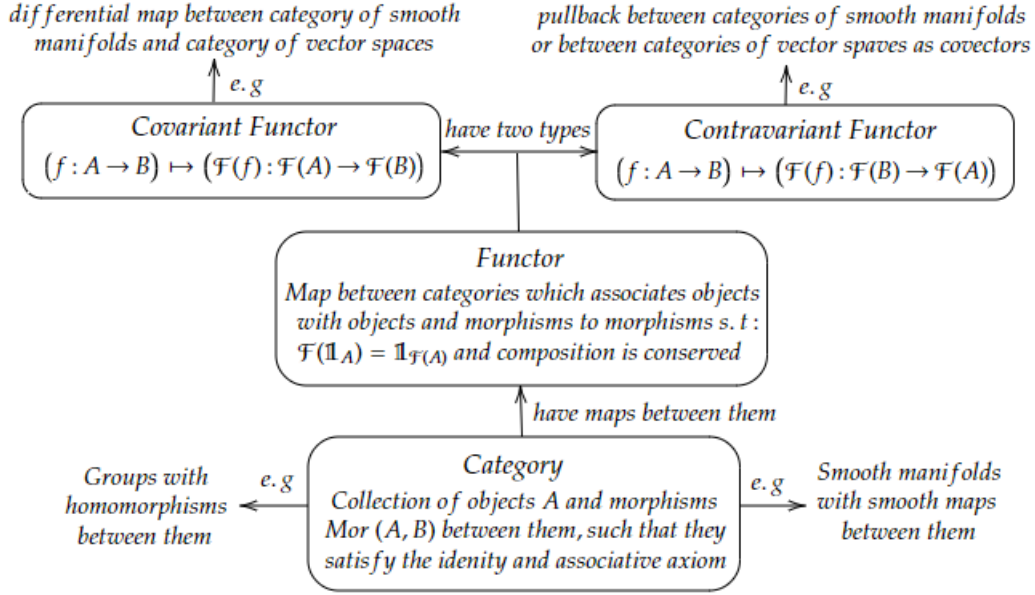 differential map between category of smooth
manifolds and category of vector spaces
pullback between categories of smooth manifolds
or between categories of vector spaves as covectors
e.g
e.g
Covariant Functor
(f : A → B) ↦ (ℱ(f) : ℱ(A) → ℱ(B))
have two types
Contravariant Functor
(f : A → B) ↦ (ℱ(f) : ℱ(B) → ℱ(A))
Functor
Map between categories which associates objects
with objects and morphisms to morphisms s.t :
ℱ(𝟙_A) = 𝟙_ℱ(A) and composition is conserved
have maps between them
Groups with
homomorphisms
between them
e.g
Category
Collection of objects A and morphisms
Mor (A, B) between them, such that they
satisfy the idenity and associative axiom
e.g
Smooth manifolds
with smooth maps
between them